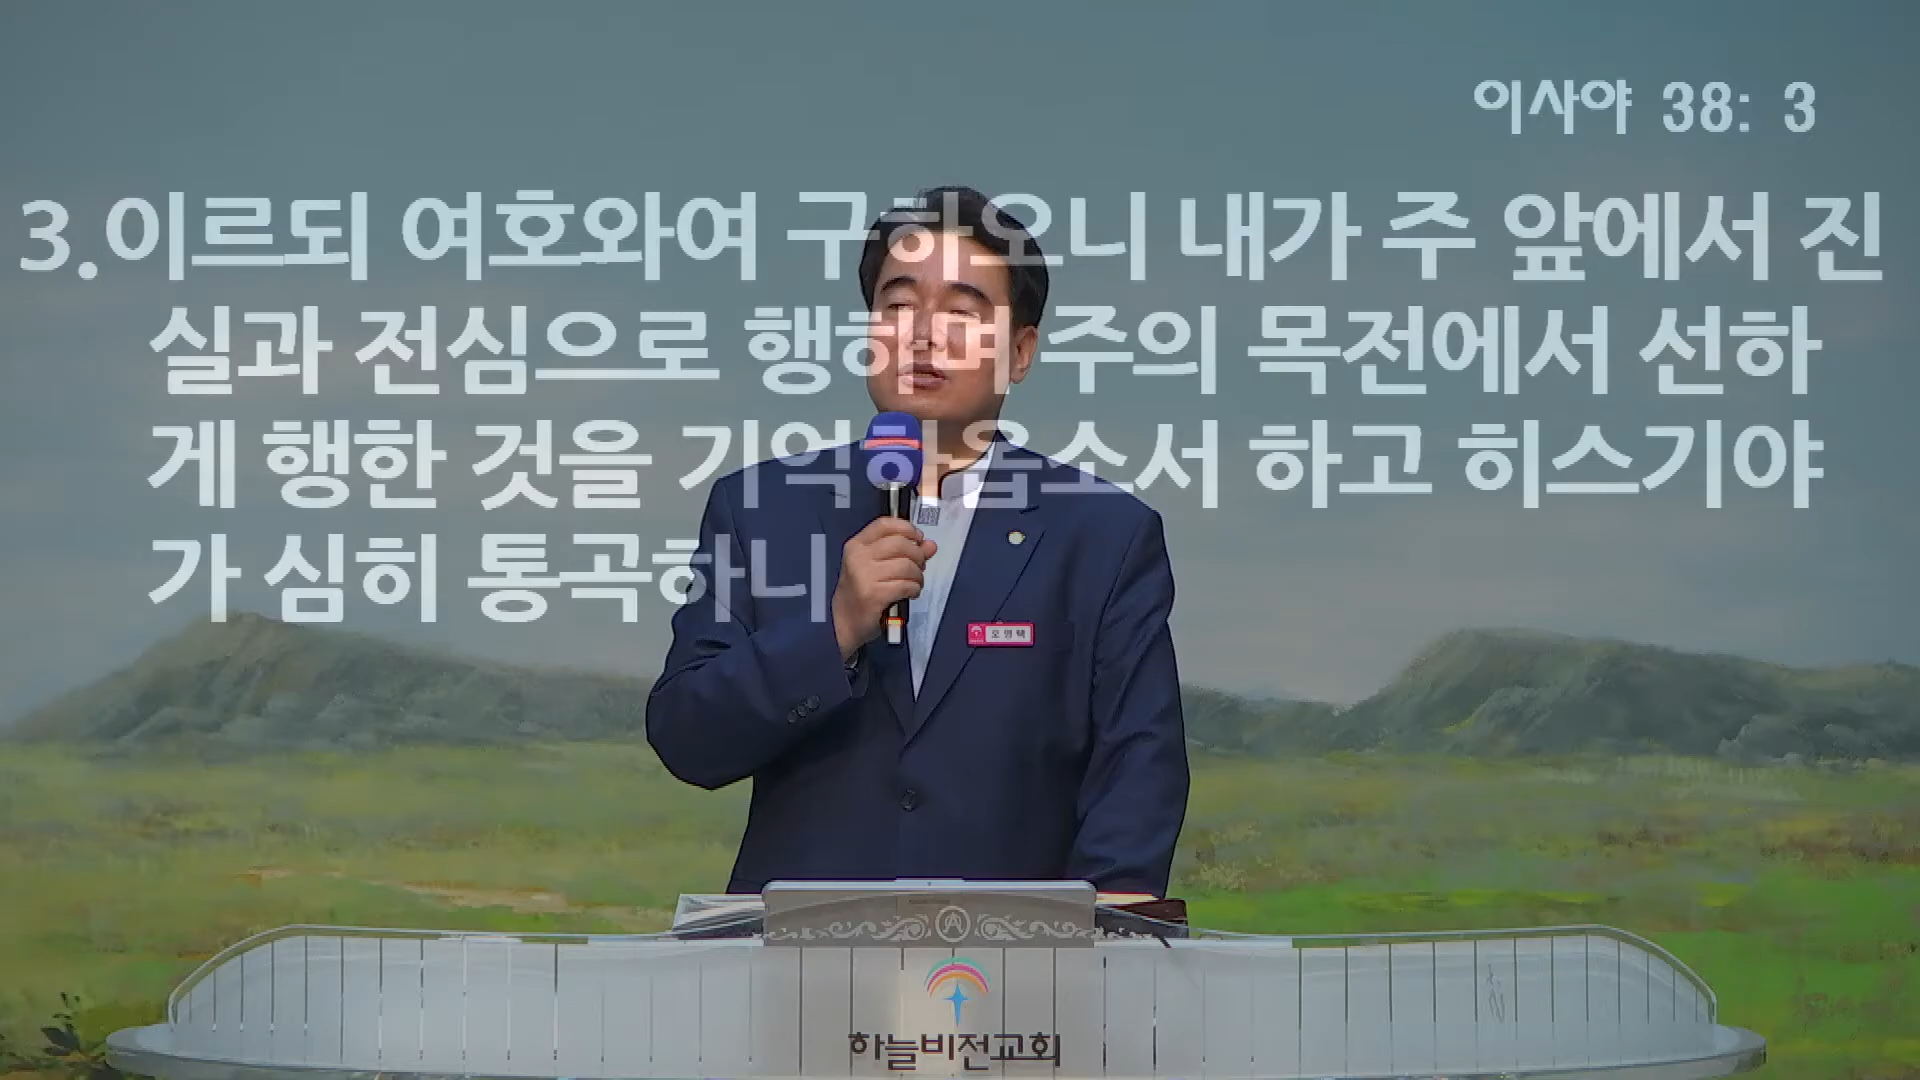 이사야 38: 3
3.이르되 여호와여 구하오니 내가 주 앞에서 진
실과 전심으로 행하며 주의 목전에서 선하
게 행한 것을 기억하옵소서 하고 히스기야
가 심히 통곡하니
오명택
하늘비전교회